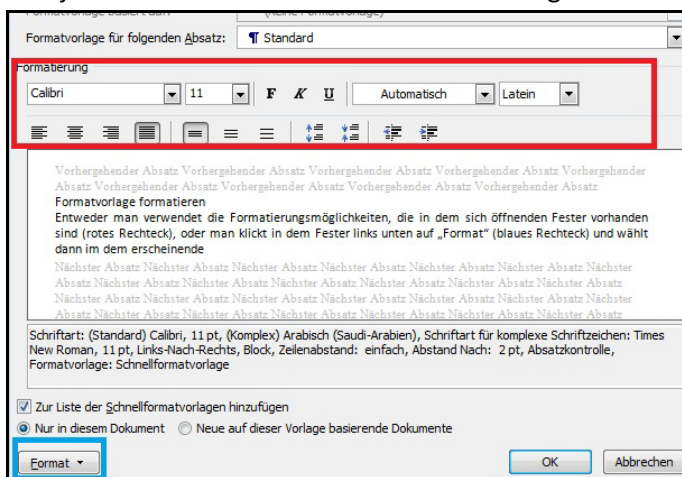 Formatvorlage für folgenden Absatz: ¶ Standard
Formatierung
Calibri 11 F K U Automatisch Latein
Vorhergehender Absatz Vorhergehender Absatz Vorhergehender Absatz Vorhergehender Absatz Vorhergehender
Absatz Vorhergehender Absatz Vorhergehender Absatz Vorhergehender Absatz Vorhergehender Absatz
Formatvorlage formatieren
Entweder man verwendet die Formatierungsmöglichkeiten, die in dem sich öffnenden Fester vorhanden
sind (rotes Rechteck), oder man klickt in dem Fester links unten auf „Format“ (blaues Rechteck) und wählt
dann im dem erscheinende
Nächster Absatz Nächster Absatz Nächster Absatz Nächster Absatz Nächster Absatz Nächster
Absatz Nächster Absatz Nächster Absatz Nächster Absatz Nächster Absatz Nächster Absatz
Nächster Absatz Nächster Absatz Nächster Absatz Nächster Absatz Nächster Absatz Nächster
Absatz Nächster Absatz Nächster Absatz Nächster Absatz Nächster Absatz Nächster Absatz
Schriftart: (Standard) Calibri, 11 pt, (Komplex) Arabisch (Saudi-Arabien), Schriftart für komplexe Schriftzeichen: Times
New Roman, 11 pt, Links-Nach-Rechts, Block, Zeilenabstand: einfach, Abstand Nach: 2 pt, Absatzkontrolle,
Formatvorlage: Schnellformatvorlage
Zur Liste der Schnellformatvorlagen hinzufügen
Nur in diesem Dokument Neue auf dieser Vorlage basierende Dokumente
Format OK Abbrechen